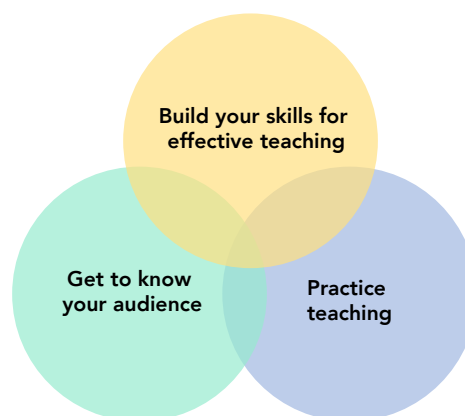 Build your skills for
effective teaching
Get to know
your audience
Practice
teaching